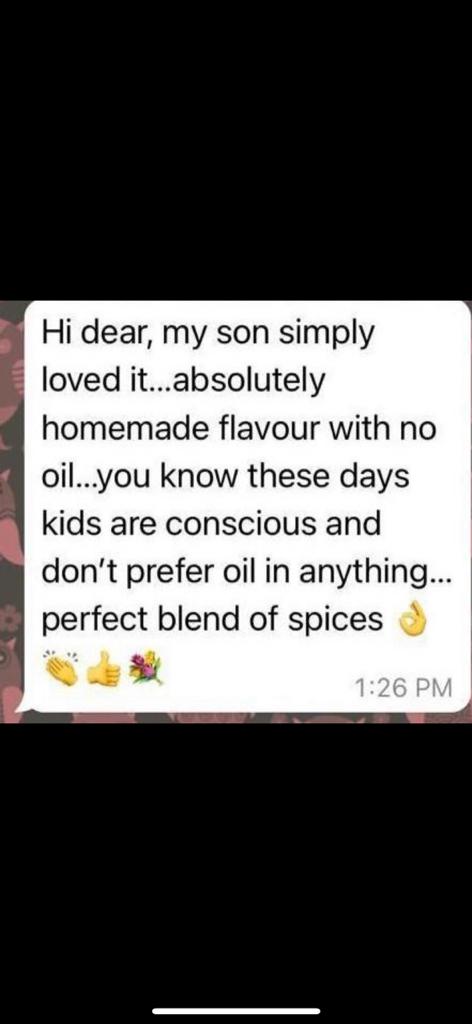 Hi dear, my son simply
loved it...absolutely
homemade flavour with no
oil...you know these days
kids are conscious and
don't prefer oil in anything...
perfect blend of spices 👌
👏👍💐
1:26 PM